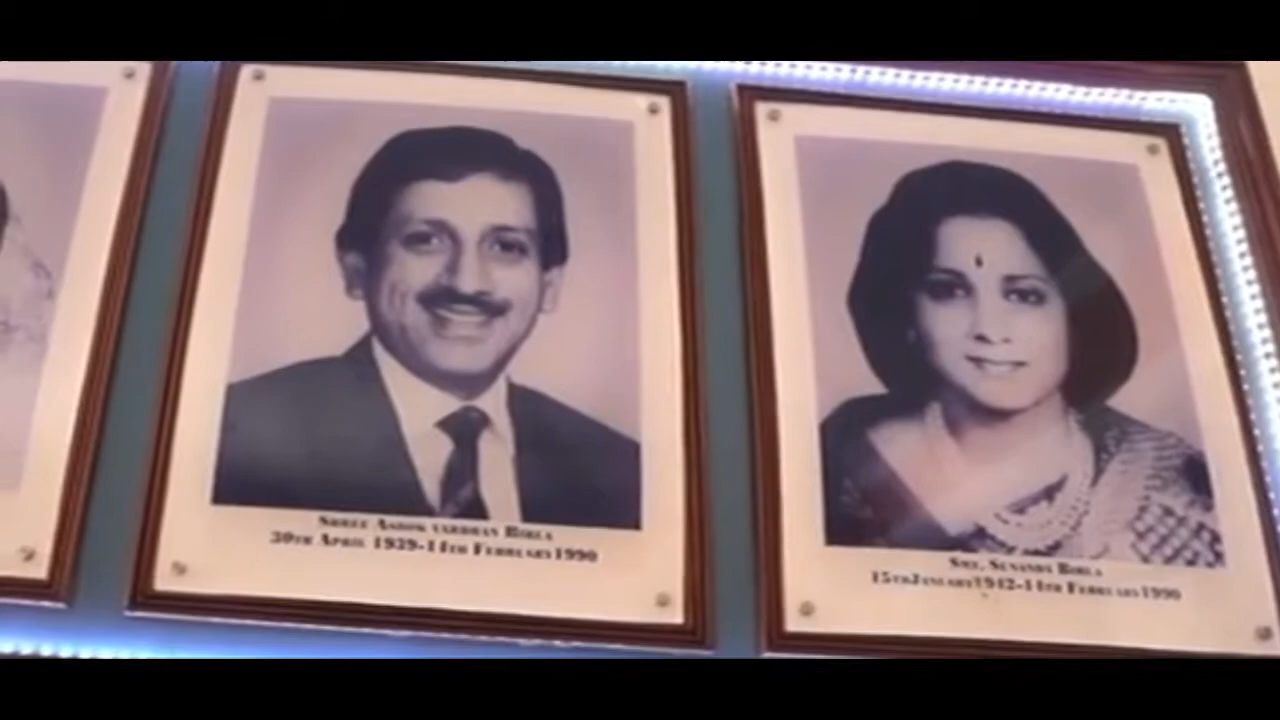 Shree Ashok vardhan Birla
30th April 1939-14th February 1990
Smt. Sunanda Birla
15th January 1942-14th February 1990